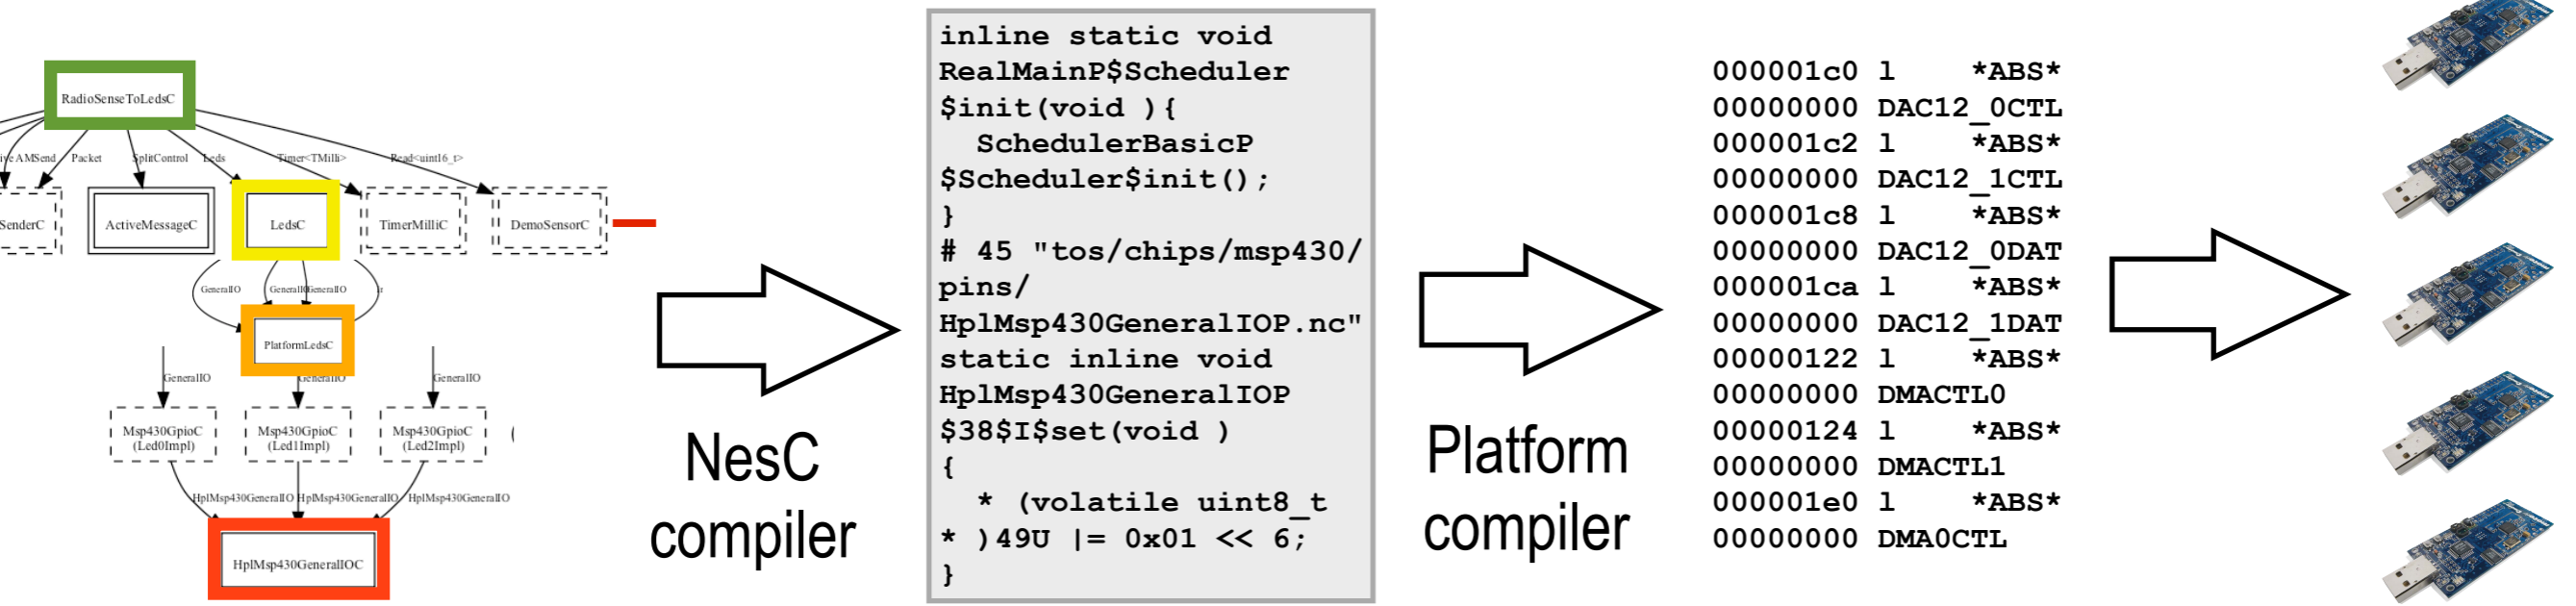 RadioSenseToLedsC
ive AMSend Packet SplitControl Leds Timer<TMilli> Read<uint16_t>
SenderC ActiveMessageC LedsC TimerMilliC DemoSensorC
GeneralIO GeneralIO GeneralIO
PlatformLedsC
GeneralIO GeneralIO GeneralIO
Msp430GpioC Msp430GpioC Msp430GpioC
(Led0Impl) (Led1Impl) (Led2Impl)
HplMsp430GeneralIO HplMsp430GeneralIO HplMsp430GeneralIO
HplMsp430GeneralIOC
NesC
compiler
inline static void
RealMainP$Scheduler
$init(void ){
  SchedulerBasicP
$Scheduler$init();
}
# 45 "tos/chips/msp430/
pins/
HplMsp430GeneralIOP.nc"
static inline void
HplMsp430GeneralIOP
$38$I$set(void )
{
  * (volatile uint8_t
* )49U |= 0x01 << 6;
}
Platform
compiler
000001c0 l    *ABS*
00000000 DAC12_0CTL
000001c2 l    *ABS*
00000000 DAC12_1CTL
000001c8 l    *ABS*
00000000 DAC12_0DAT
000001ca l    *ABS*
00000000 DAC12_1DAT
00000122 l    *ABS*
00000000 DMACTL0
00000124 l    *ABS*
00000000 DMACTL1
000001e0 l    *ABS*
00000000 DMA0CTL